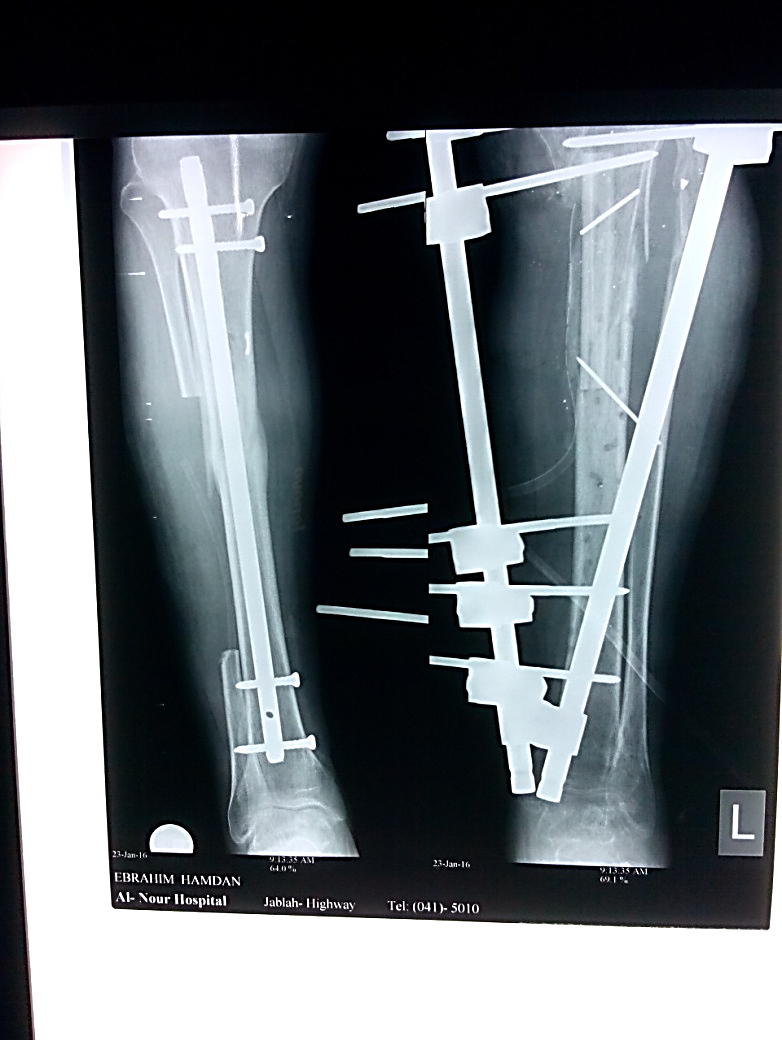 L
23-Jan-16
9:13:35 AM
64.0 %
23-Jan-16
9:13:35 AM
69.1 %
EBRAHIM HAMDAN
Al- Nour Hospital Jablah- Highway Tel: (041)- 5010